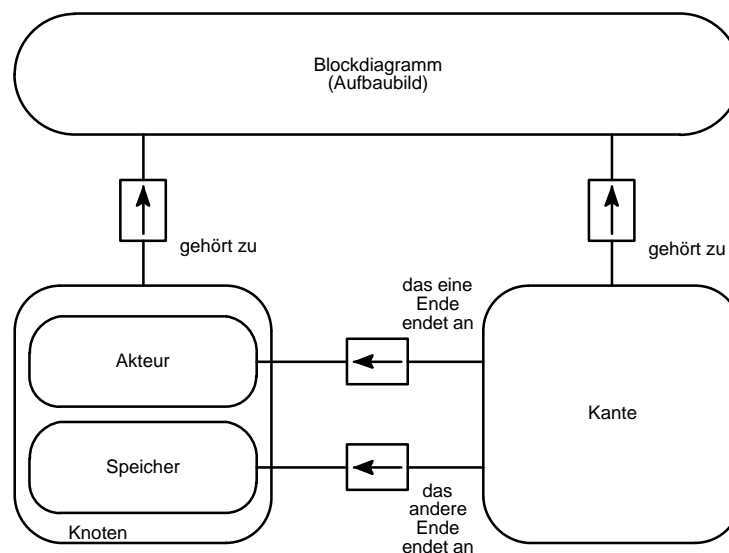 Blockdiagramm
(Aufbaubild)
gehört zu
gehört zu
das eine
Ende
endet an
Akteur
Kante
Speicher
das
andere
Ende
endet an
Knoten